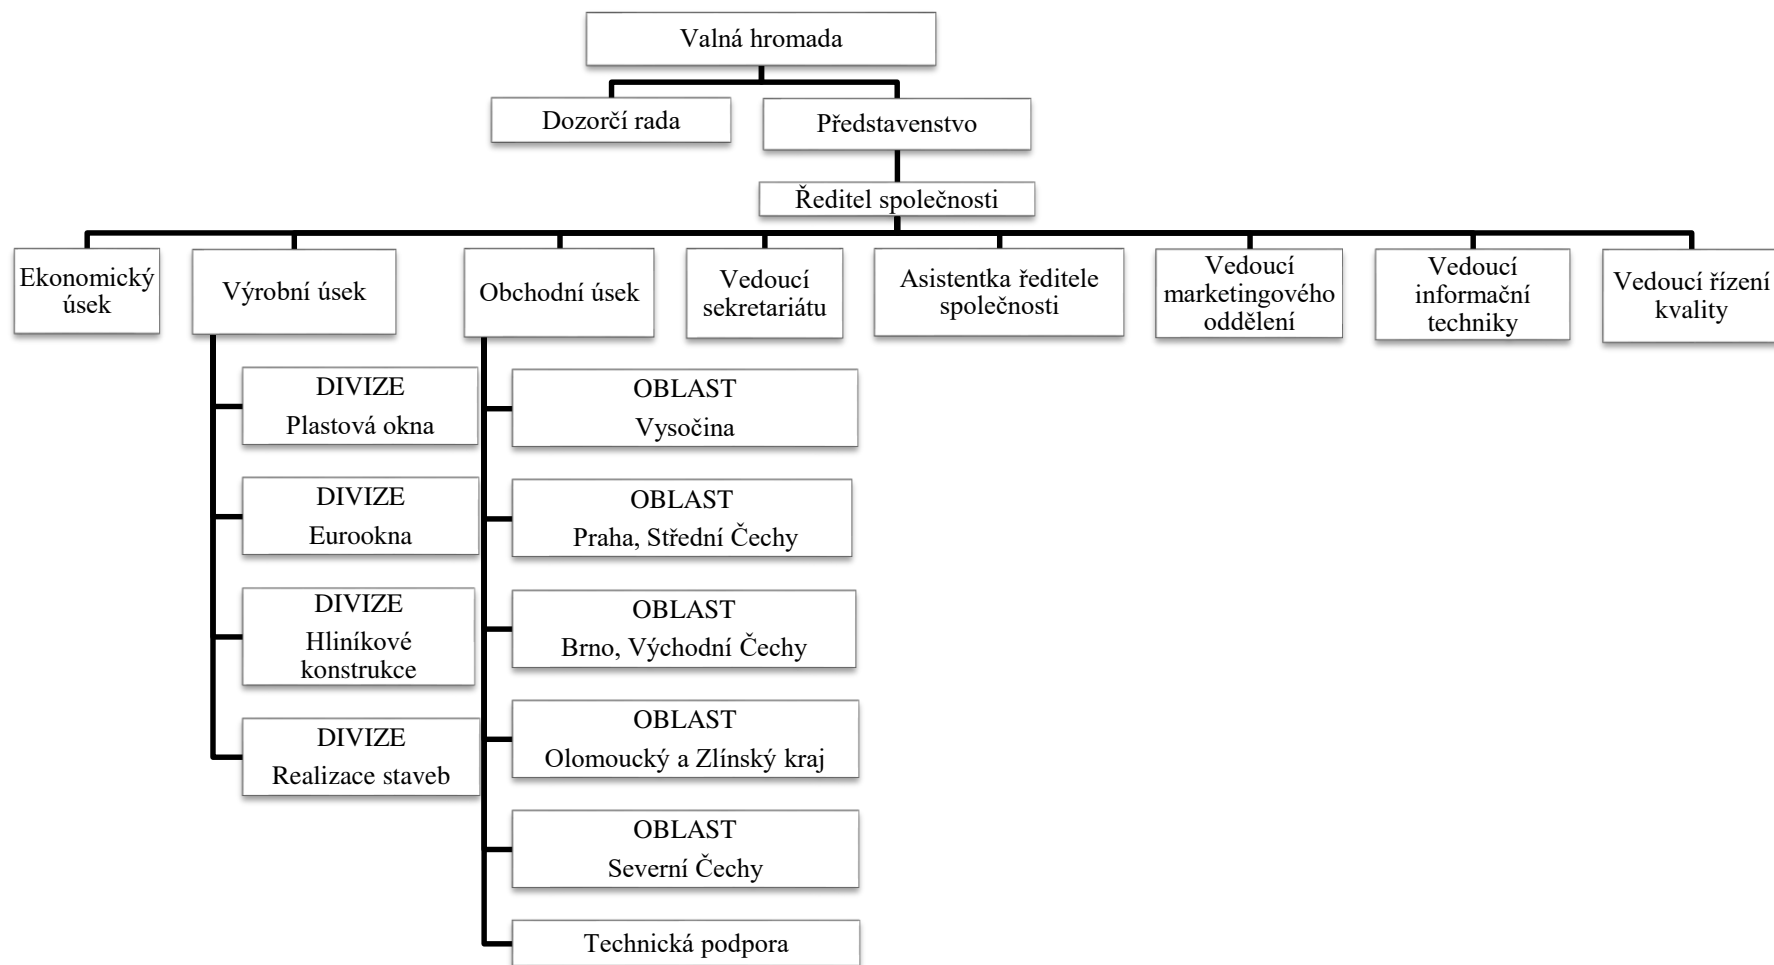 Valná hromada
Dozorčí rada
Představenstvo
Ředitel společnosti
Ekonomický
úsek
Výrobní úsek
Obchodní úsek
Vedoucí
sekretariátu
Asistentka ředitele
společnosti
Vedoucí
marketingového
oddělení
Vedoucí
informační
techniky
Vedoucí řízení
kvality
DIVIZE
Plastová okna
DIVIZE
Eurookna
DIVIZE
Hliníkové
konstrukce
DIVIZE
Realizace staveb
OBLAST
Vysočina
OBLAST
Praha, Střední Čechy
OBLAST
Brno, Východní Čechy
OBLAST
Olomoucký a Zlínský kraj
OBLAST
Severní Čechy
Technická podpora